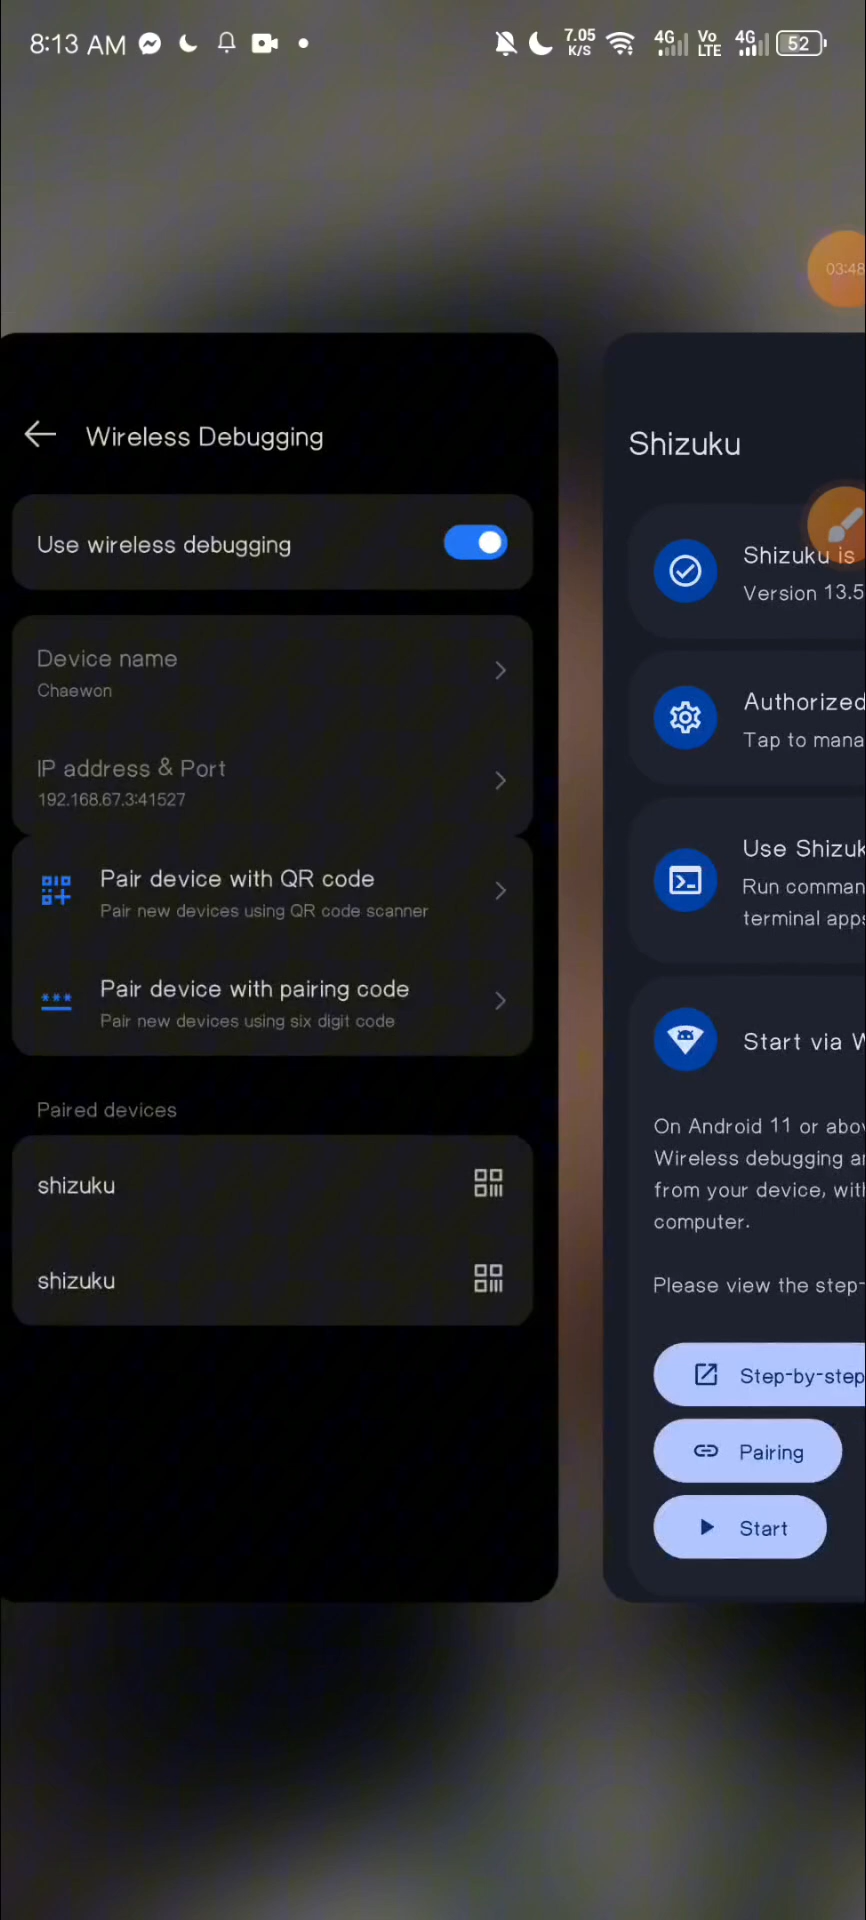 8:13 AM
7.05
K/S
4G
Vo
LTE
4G
52
03:48
Wireless Debugging
Use wireless debugging
Device name
Chaewon
IP address & Port
192.168.67.3:41527
Pair device with QR code
Pair new devices using QR code scanner
Pair device with pairing code
Pair new devices using six digit code
Paired devices
shizuku
shizuku
Shizuku
Shizuku is
Version 13.5
Authorized
Tap to mana
Use Shizuk
Run comman
terminal apps
Start via W
On Android 11 or abov
Wireless debugging an
from your device, with
computer.
Please view the step-
Step-by-step
Pairing
Start